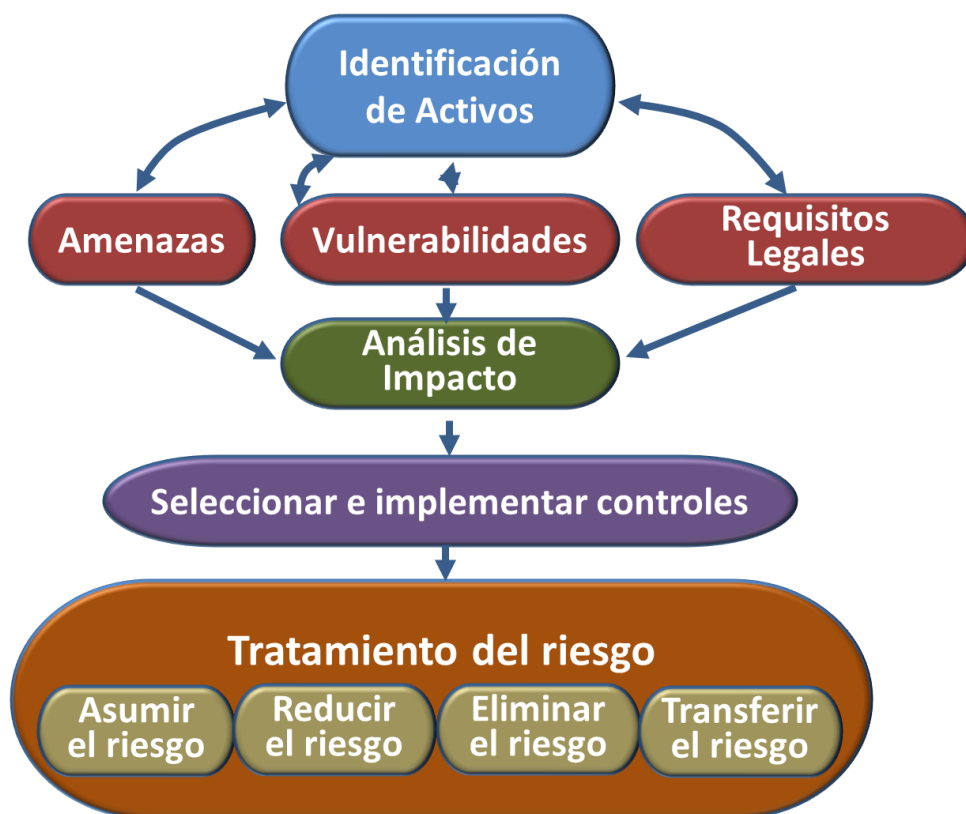 Identificación
de Activos
Amenazas
Vulnerabilidades
Requisitos
Legales
Análisis de
Impacto
Seleccionar e implementar controles
Tratamiento del riesgo
Asumir
el riesgo
Reducir
el riesgo
Eliminar
el riesgo
Transferir
el riesgo